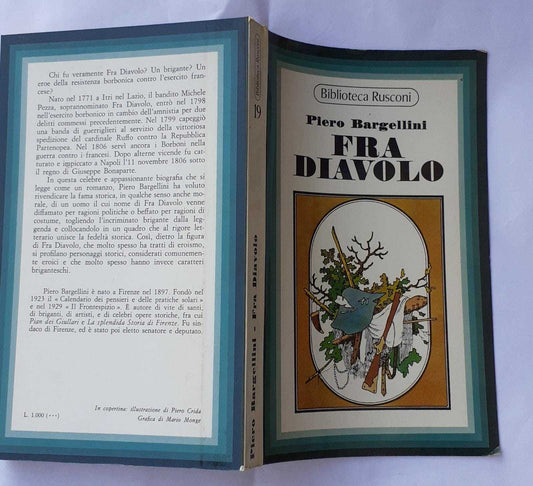 Chi fu veramente Fra Diavolo? Un brigante? Un
eroe della resistenza borbonica contro l'esercito fran-
cese?
Nato nel 1771 a Itri nel Lazio, il bandito Michele
Pezza, soprannominato Fra Diavolo, entrò nel 1798
nell'esercito borbonico in cambio dell'amnistia per due
delitti commessi precedentemente. Nel 1799 capeggiò
una banda di guerriglieri al servizio della vittoriosa
spedizione del cardinale Ruffo contro la Repubblica
Partenopea. Nel 1806 servì ancora i Borboni nella
guerra contro i francesi. Dopo alterne vicende fu cat-
turato e impiccato a Napoli l'11 novembre 1806 sotto
il regno di Giuseppe Bonaparte.
In questa celebre e appassionante biografia che si
legge come un romanzo, Piero Bargellini ha voluto
rivendicare la fama storica, in qualche senso anche mo-
rale, di un uomo il cui nome di Fra Diavolo venne
diffamato per ragioni politiche o beffato per ragioni di
costume, togliendo l'incriminato brigante dalla leg-
genda e collocandolo in un quadro che al rigore lette-
rario unisce la fedeltà storica. Così, dietro la figura
di Fra Diavolo, che molto spesso ha tratti di eroismo,
si profilano personaggi storici, considerati comunemen-
te eroici e che molto spesso hanno invece caratteri
briganteschi.
Piero Bargellini è nato a Firenze nel 1897. Fondò nel
1923 il « Calendario dei pensieri e delle pratiche solari »
e nel 1929 « Il Frontespizio ». È autore di vite di santi,
di briganti, di artisti, e di celebri opere storiche, fra cui
Pian dei Giullari e La splendida Storia di Firenze. Fu sin-
daco di Firenze, ed è stato poi eletto senatore e deputato.
In copertina: illustrazione di Piero Crida
Grafica di Mario Monge
L. 1.000 (···)
Biblioteca Rusconi
19
Piero Bargellini - Fra Diavolo
Biblioteca Rusconi
Piero Bargellini
FRA
DIAVOLO